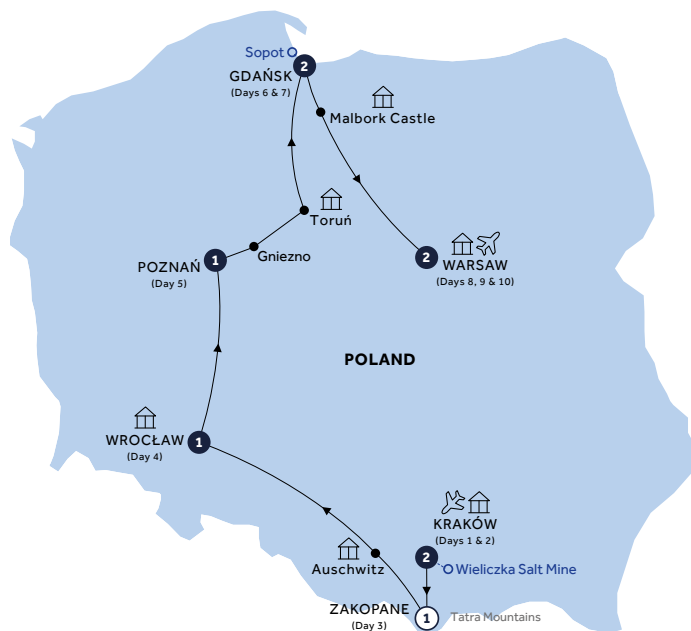 Sopot
2
GDAŃSK
(Days 6 & 7)
Malbork Castle
Toruń
Gniezno
POZNAŃ
1
(Day 5)
WARSAW
2
(Days 8, 9 & 10)
POLAND
WROCŁAW
1
(Day 4)
KRAKÓW
(Days 1 & 2)
2
Wieliczka Salt Mine
Auschwitz
ZAKOPANE
1
Tatra Mountains
(Day 3)